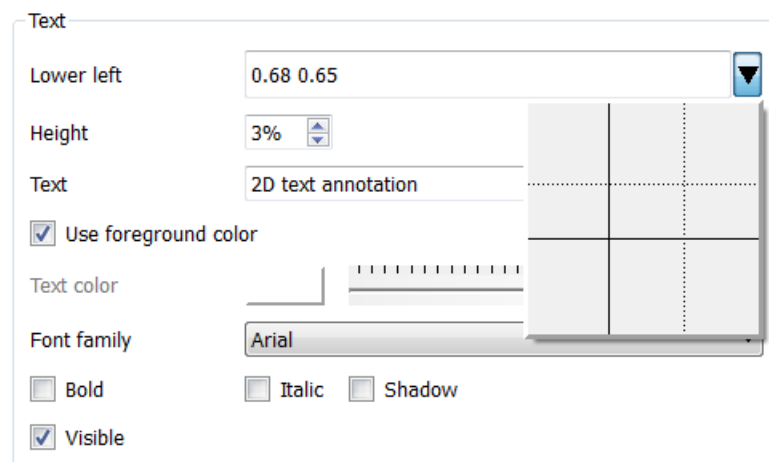 Text
Lower left 0.68 0.65
Height 3%
Text 2D text annotation
Use foreground color
Text color
Font family Arial
Bold Italic Shadow
Visible